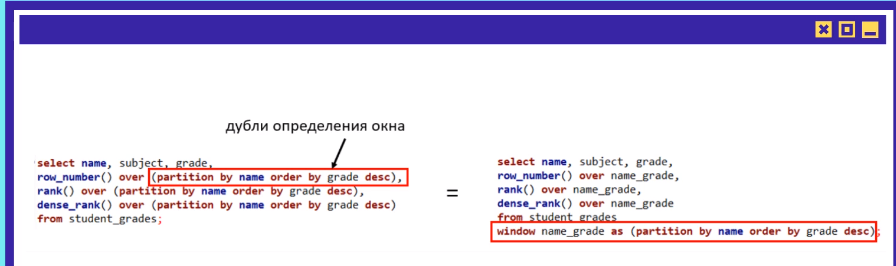 дубли определения окна
select name, subject, grade,
row_number() over (partition by name order by grade desc),
rank() over (partition by name order by grade desc),
dense_rank() over (partition by name order by grade desc)
from student_grades;
=
select name, subject, grade,
row_number() over name_grade,
rank() over name_grade,
dense_rank() over name_grade
from student_grades
window name_grade as (partition by name order by grade desc);